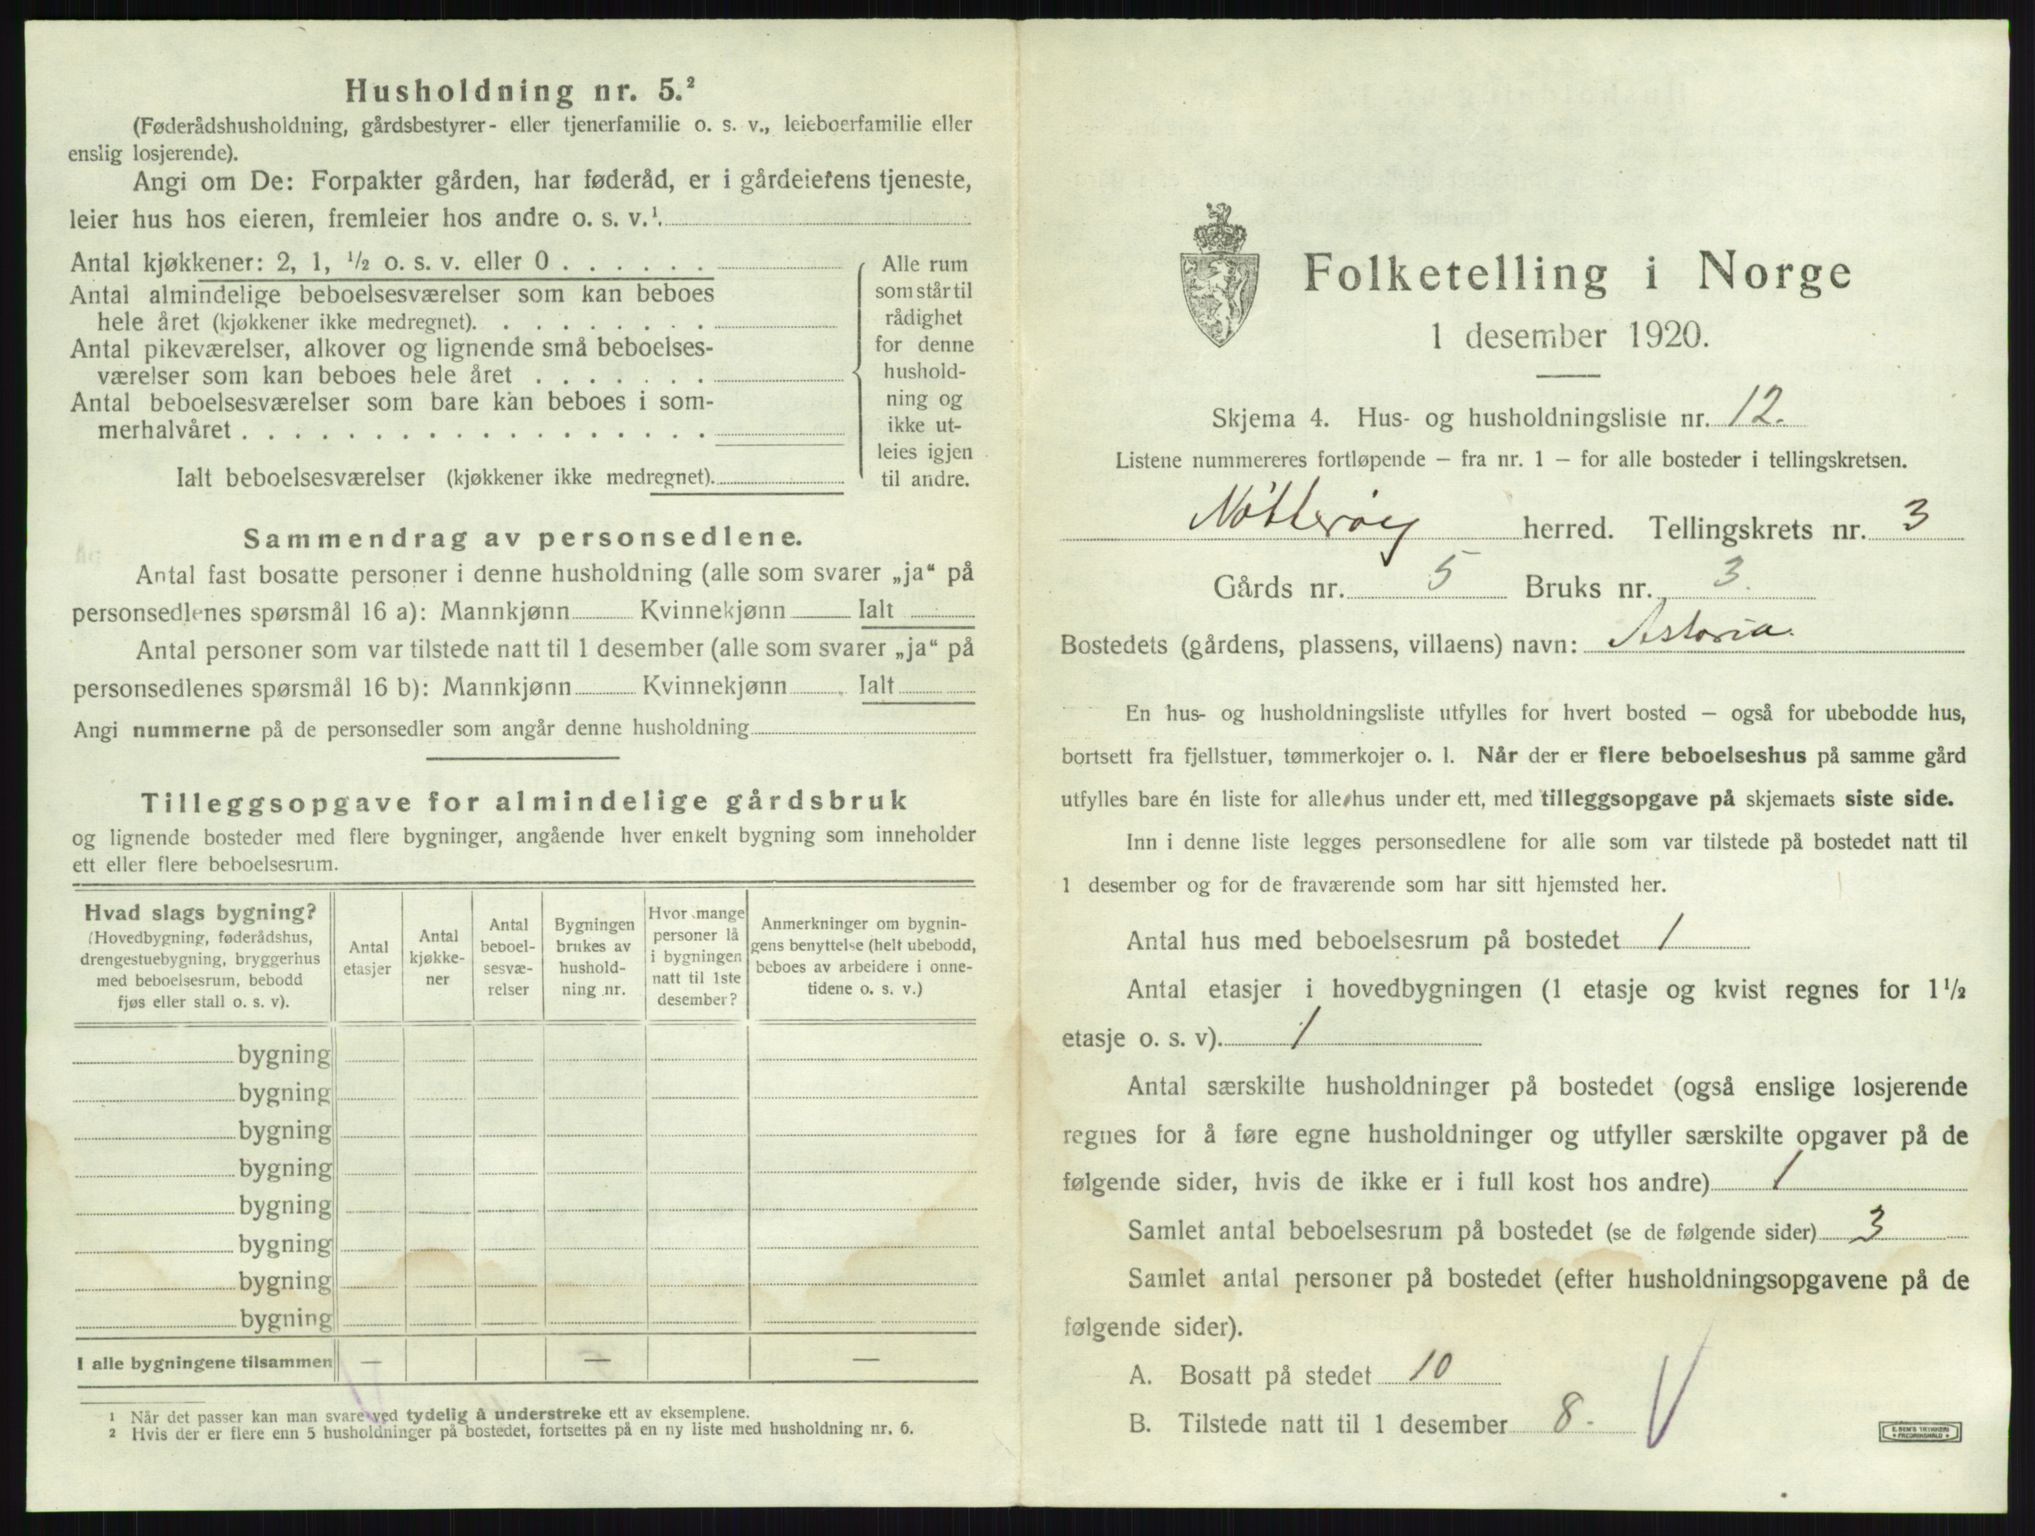 Husholdning nr. 5.²
(Føderådshusholdning, gårdsbestyrer- eller tjenerfamilie o. s. v., leieboerfamilie eller
enslig losjerende).
Angi om De: Forpakter gården, har føderåd, er i gårdeierens tjeneste,
leier hus hos eieren, fremleier hos andre o. s. v.¹.
Antal kjøkkener: 2, 1, ½ o. s. v. eller 0 . . . . . .
Antal almindelige beboelsesværelser som kan beboes
hele året (kjøkkener ikke medregnet). . . . . . . . .
Antal pikeværelser, alkover og lignende små beboelses-
værelser som kan beboes hele året . . . . . . .
Antal beboelsesværelser som bare kan beboes i som-
merhalvåret . . . . . . . . . . . . . . . . . .
Ialt beboelsesværelser (kjøkkener ikke medregnet).
Alle rum
som står til
rådighet
for denne
hushold-
ning og
ikke ut-
leies igjen
til andre.
Sammendrag av personsedlene.
Antal fast bosatte personer i denne husholdning (alle som svarer „ja“ på
personsedlenes spørsmål 16 a): Mannkjønn Kvinnekjønn Ialt
Antal personer som var tilstede natt til 1 desember (alle som svarer „ja“ på
personsedlenes spørsmål 16 b): Mannkjønn Kvinnekjønn Ialt
Angi nummerne på de personsedler som angår denne husholdning
Tilleggsopgave for almindelige gårdsbruk
og lignende bosteder med flere bygninger, angående hver enkelt bygning som inneholder
ett eller flere beboelsesrum.
Hvad slags bygning?
(Hovedbygning, føderådshus,
drengestuebygning, bryggerhus
med beboelsesrum, bebodd
fjøs eller stall o. s. v).
Antal
etasjer
Antal
kjøkke-
ner
Antal
beboel-
sesvæ-
relser
Bygningen
brukes av
hushold-
ning nr.
Hvor mange
personer lå
i bygningen
natt til 1ste
desember?
Anmerkninger om bygnin-
gens benyttelse (helt ubebodd,
beboes av arbeidere i onne-
tidene o. s. v.)
bygning
bygning
bygning
bygning
bygning
bygning
bygning
bygning
I alle bygningene tilsammen — — —
¹ Når det passer kan man svare ved tydelig å understreke ett av eksemplene.
² Hvis der er flere enn 5 husholdninger på bostedet, fortsettes på en ny liste med husholdning nr. 6.
Folketelling i Norge
1 desember 1920.
Skjema 4. Hus- og husholdningsliste nr. 12.
Listene nummereres fortløpende — fra nr. 1 — for alle bosteder i tellingskretsen.
Nøtterøy herred. Tellingskrets nr. 3
Gårds nr. 5 Bruks nr. 3.
Bostedets (gårdens, plassens, villaens) navn: Astoria.
En hus- og husholdningsliste utfylles for hvert bosted — også for ubebodde hus,
bortsett fra fjellstuer, tømmerkojer o. l. Når der er flere beboelseshus på samme gård
utfylles bare én liste for alle hus under ett, med tilleggsopgave på skjemaets siste side.
Inn i denne liste legges personsedlene for alle som var tilstede på bostedet natt til
1 desember og for de fraværende som har sitt hjemsted her.
Antal hus med beboelsesrum på bostedet 1
Antal etasjer i hovedbygningen (1 etasje og kvist regnes for 1½
etasje o. s. v). 1
Antal særskilte husholdninger på bostedet (også enslige losjerende
regnes for å føre egne husholdninger og utfyller særskilte opgaver på de
følgende sider, hvis de ikke er i full kost hos andre) 1
Samlet antal beboelsesrum på bostedet (se de følgende sider) 3
Samlet antal personer på bostedet (efter husholdningsopgavene på de
følgende sider).
A. Bosatt på stedet 10
B. Tilstede natt til 1 desember 8.
E. SEM'S TRYKKERI
FREDRIKSHALD